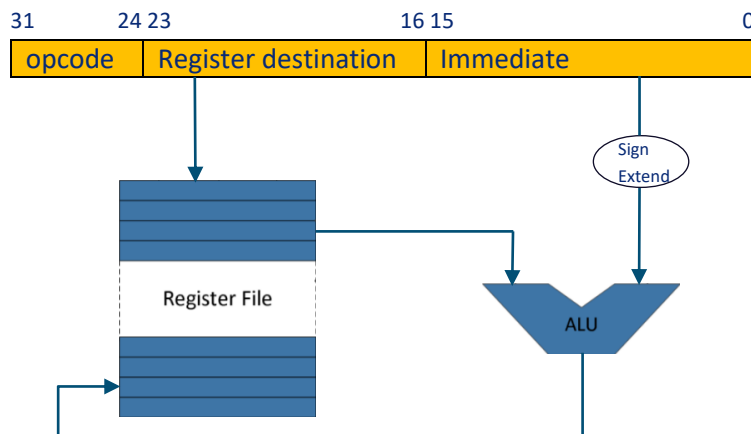 31 24 23 16 15 0
opcode Register destination Immediate
Sign
Extend
Register File
ALU